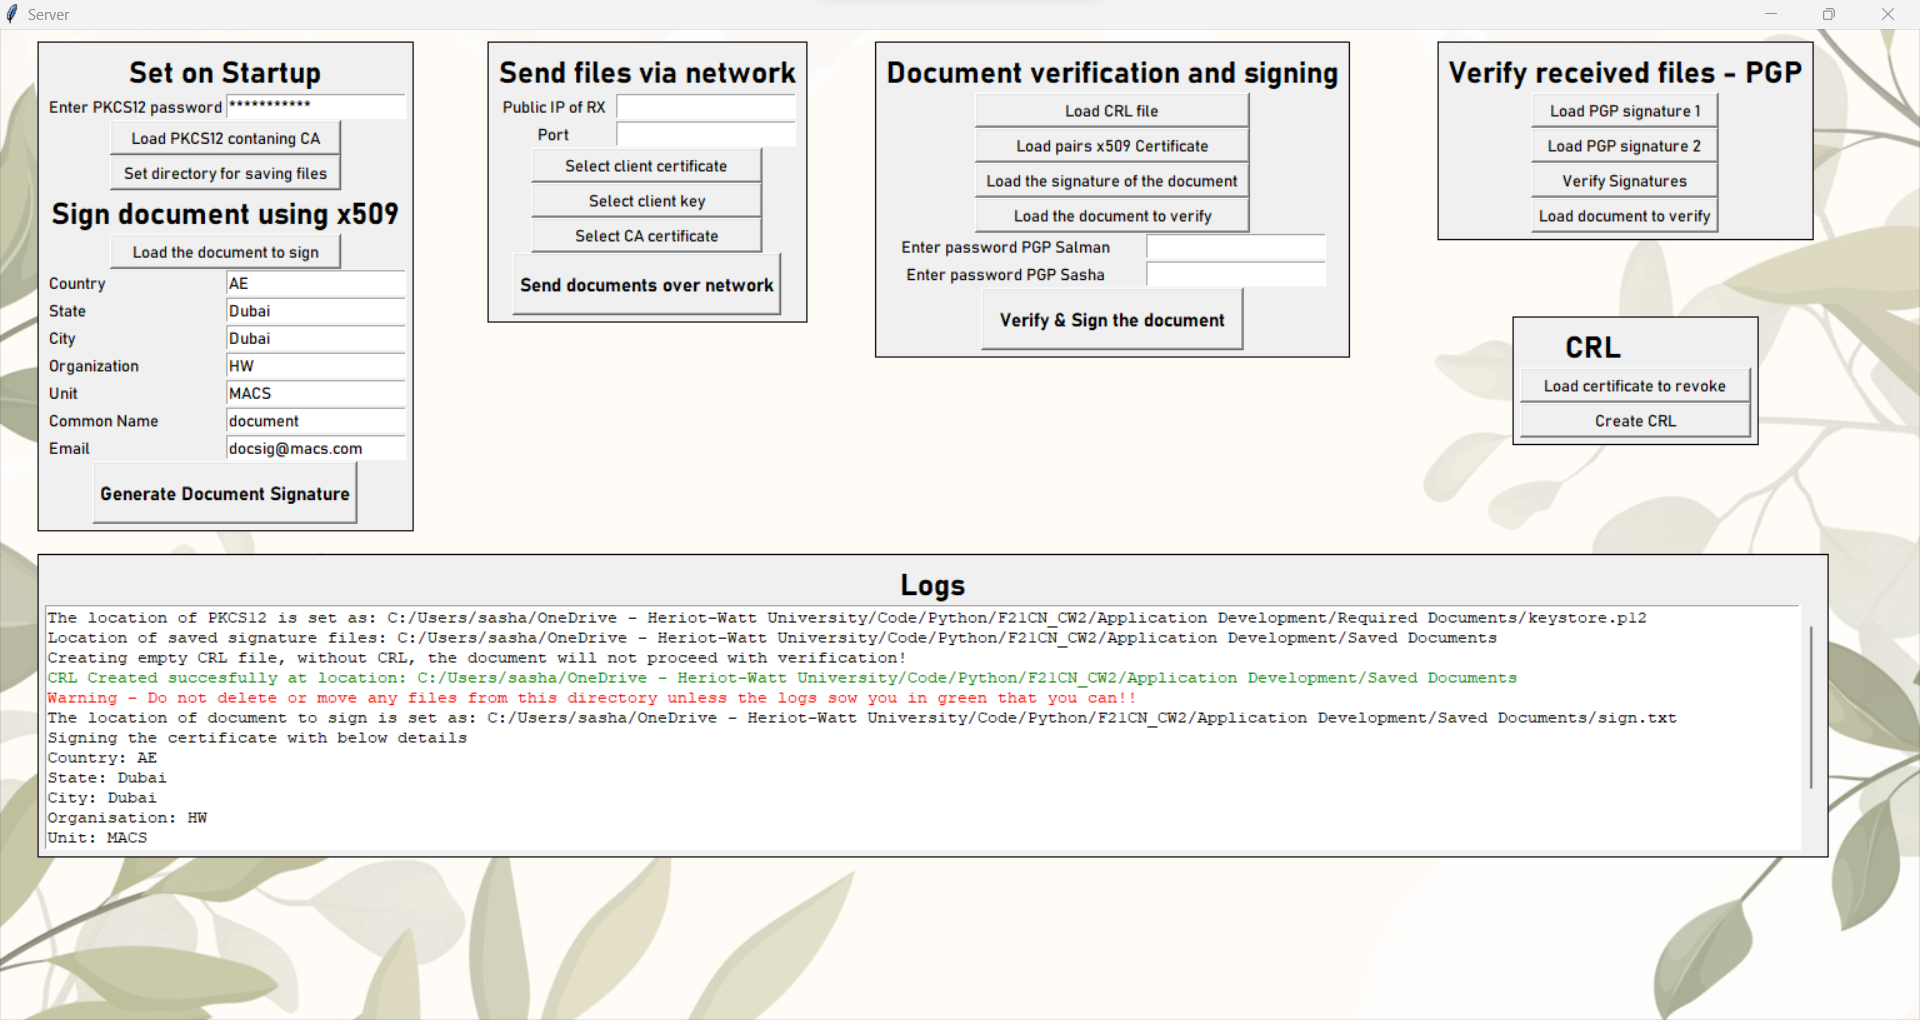 Server
Set on Startup
Enter PKCS12 password ***********
Load PKCS12 contaning CA
Set directory for saving files
Sign document using x509
Load the document to sign
Country AE
State Dubai
City Dubai
Organization HW
Unit MACS
Common Name document
Email docsig@macs.com
Generate Document Signature
Send files via network
Public IP of RX
Port
Select client certificate
Select client key
Select CA certificate
Send documents over network
Document verification and signing
Load CRL file
Load pairs x509 Certificate
Load the signature of the document
Load the document to verify
Enter password PGP Salman
Enter password PGP Sasha
Verify & Sign the document
Verify received files - PGP
Load PGP signature 1
Load PGP signature 2
Verify Signatures
Load document to verify
CRL
Load certificate to revoke
Create CRL
Logs
The location of PKCS12 is set as: C:/Users/sasha/OneDrive - Heriot-Watt University/Code/Python/F21CN_CW2/Application Development/Required Documents/keystore.p12
Location of saved signature files: C:/Users/sasha/OneDrive - Heriot-Watt University/Code/Python/F21CN_CW2/Application Development/Saved Documents
Creating empty CRL file, without CRL, the document will not proceed with verification!
CRL Created succesfully at location: C:/Users/sasha/OneDrive - Heriot-Watt University/Code/Python/F21CN_CW2/Application Development/Saved Documents
Warning - Do not delete or move any files from this directory unless the logs sow you in green that you can!!
The location of document to sign is set as: C:/Users/sasha/OneDrive - Heriot-Watt University/Code/Python/F21CN_CW2/Application Development/Saved Documents/sign.txt
Signing the certificate with below details
Country: AE
State: Dubai
City: Dubai
Organisation: HW
Unit: MACS